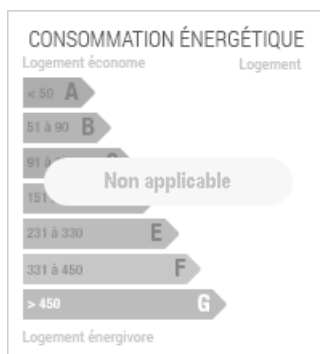 CONSOMMATION ÉNERGÉTIQUE
Logement économe Logement
< 50 A
51 à 90 B
91 à
Non applicable
151
231 à 330 E
331 à 450 F
> 450 G
Logement énergivore